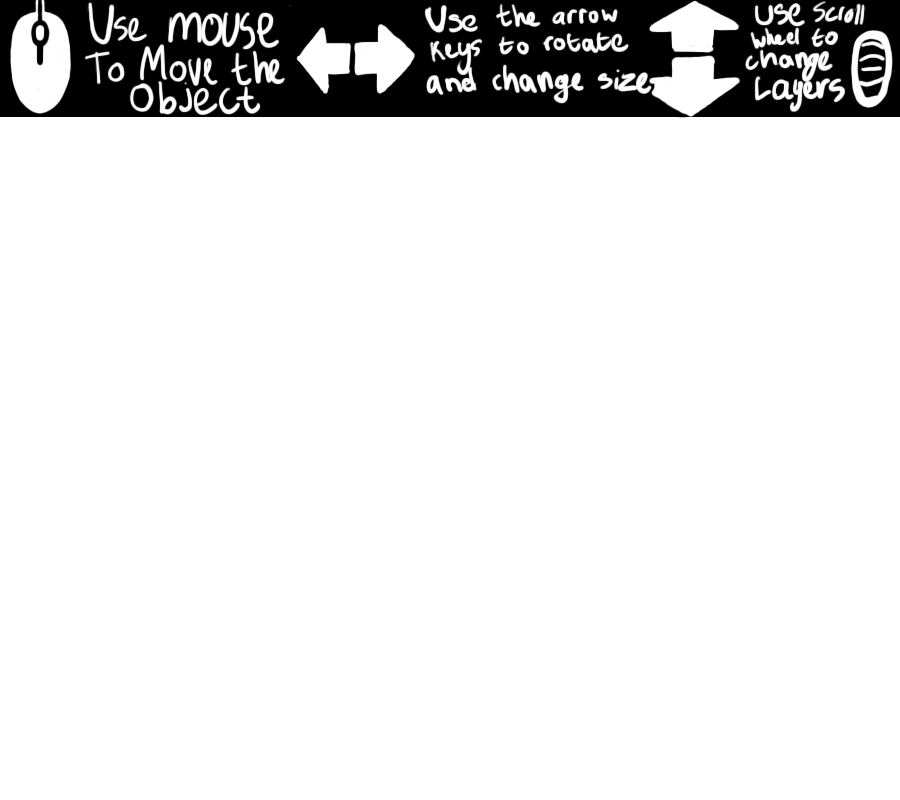 Use mouse
To Move the
Object
Use the arrow
Keys to rotate
and change size
USE Scroll
Wheel to
change
Layers